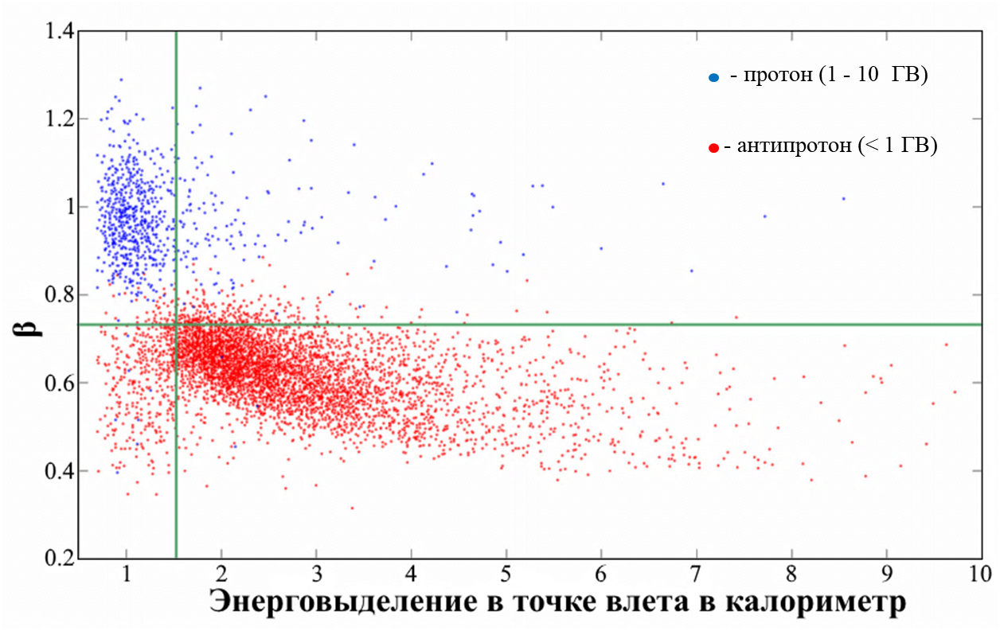 1.4
1.2
1
0.8
0.6
0.4
0.2
β
- протон (1 - 10 ГВ)
- антипротон (< 1 ГВ)
1 2 3 4 5 6 7 8 9 10
Энерговыделение в точке влета в калориметр